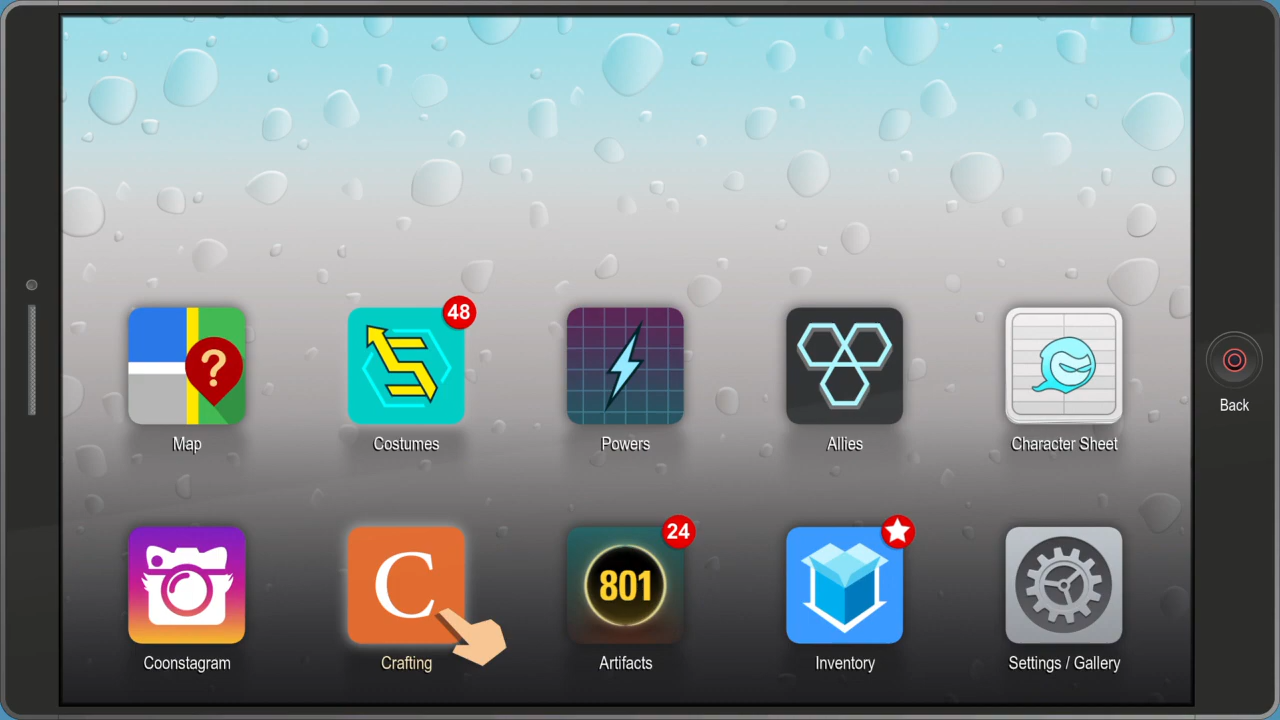 48
?
Map
Costumes
Powers
Allies
Character Sheet
Back
C
24
801
Coonstagram
Crafting
Artifacts
Inventory
Settings / Gallery